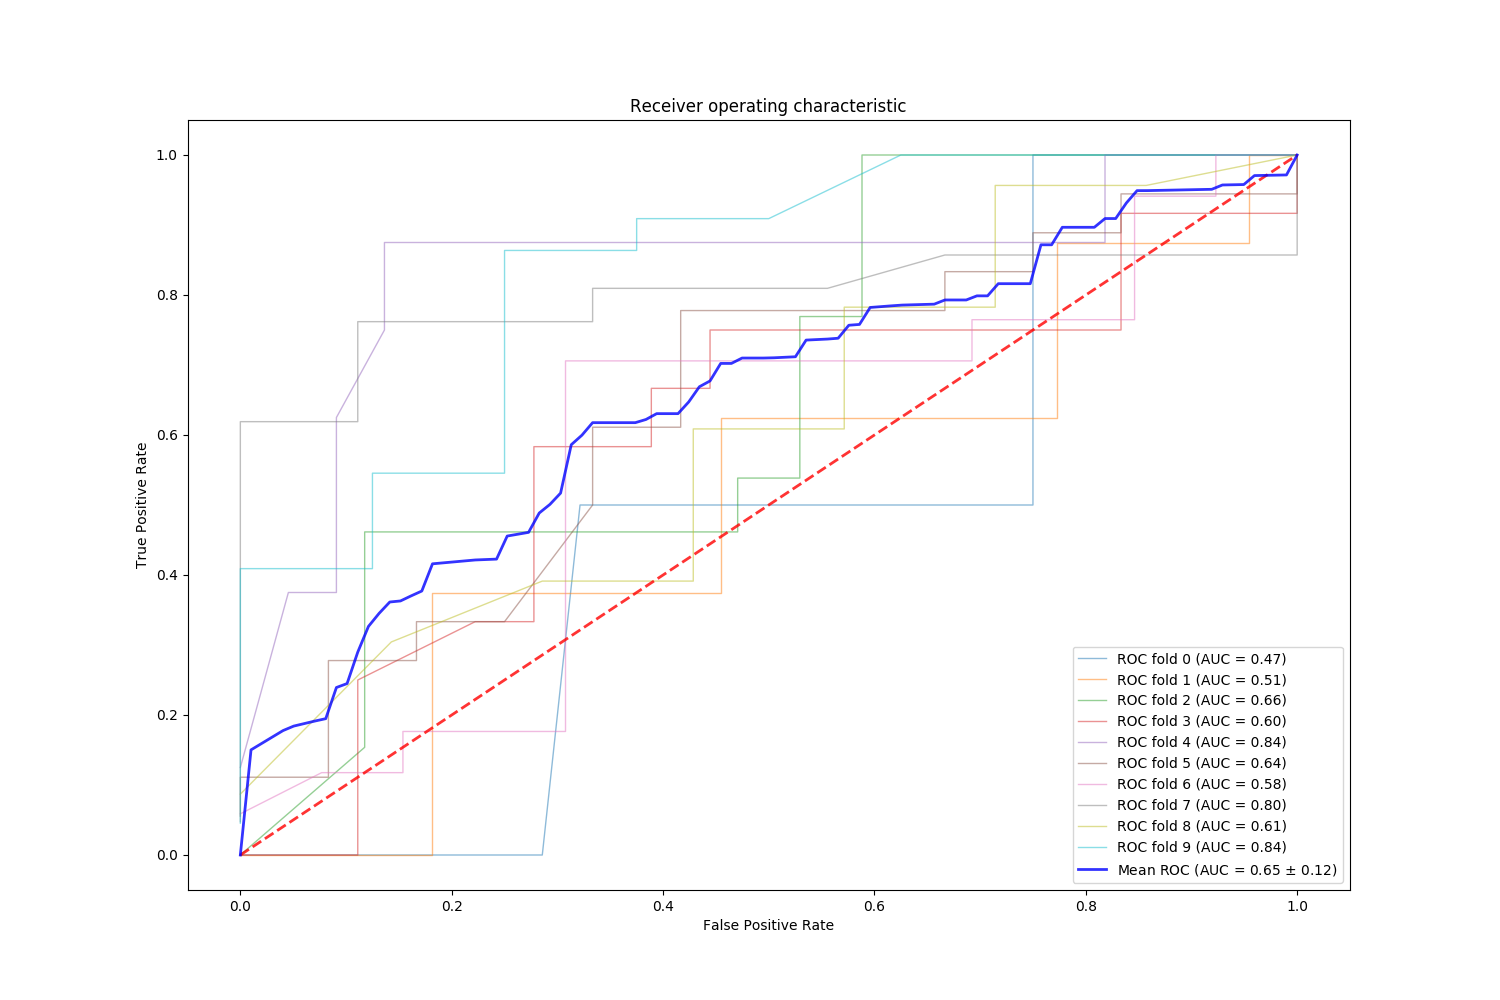 Receiver operating characteristic
1.0
0.8
0.6
0.4
0.2
0.0
True Positive Rate
0.0 0.2 0.4 0.6 0.8 1.0
False Positive Rate
ROC fold 0 (AUC = 0.47)
ROC fold 1 (AUC = 0.51)
ROC fold 2 (AUC = 0.66)
ROC fold 3 (AUC = 0.60)
ROC fold 4 (AUC = 0.84)
ROC fold 5 (AUC = 0.64)
ROC fold 6 (AUC = 0.58)
ROC fold 7 (AUC = 0.80)
ROC fold 8 (AUC = 0.61)
ROC fold 9 (AUC = 0.84)
Mean ROC (AUC = 0.65 ± 0.12)